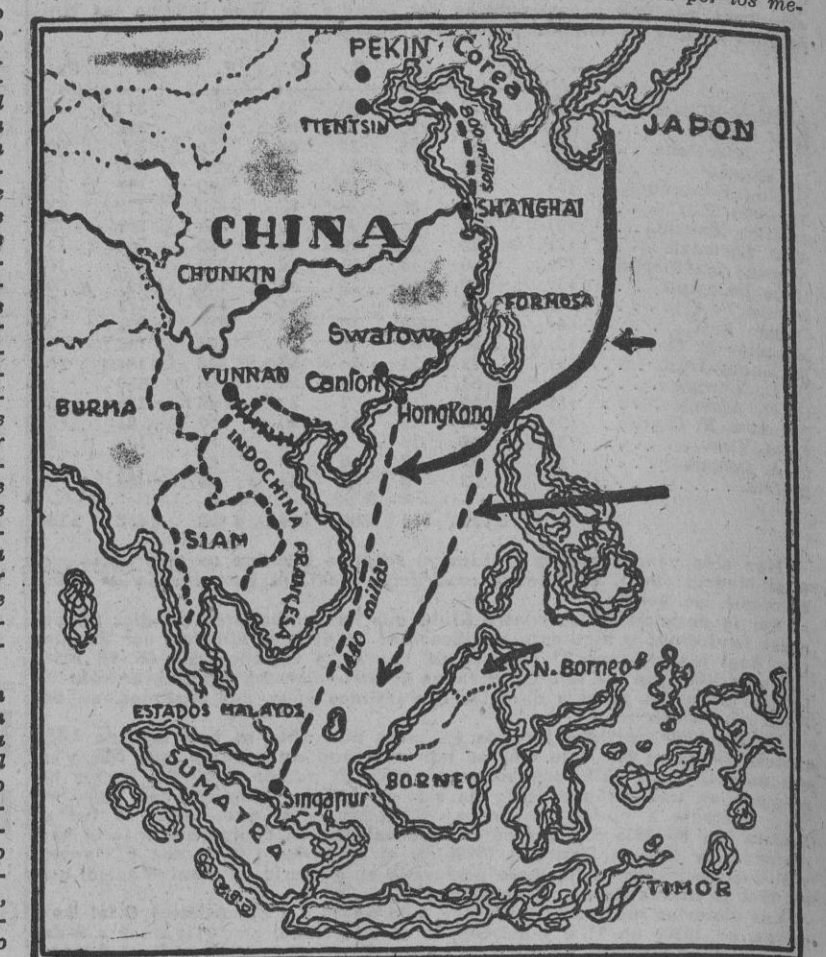 por los me-
PEKIN
Corea
TIENTSIN
JAPON
SHANGHAI
CHINA
CHUNKIN
FORMOSA
Swatow
YUNNAN
Canton
BURMA
HongKong
INDOCHINA FRANCESA
SIAM
1440 millas
N. Borneo
ESTADOS MALAYOS
SUMATRA
BORNEO
Singapur
TIMOR